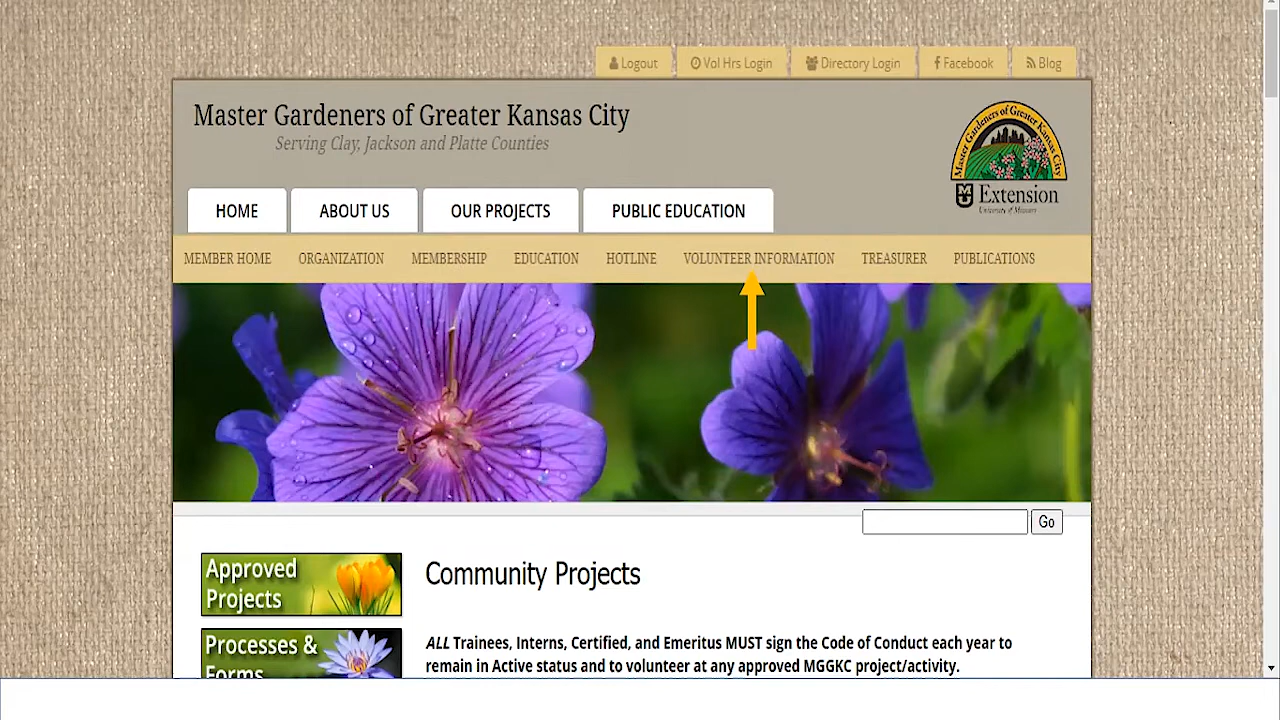 Logout Vol Hrs Login Directory Login Facebook Blog
Master Gardeners of Greater Kansas City
Serving Clay, Jackson and Platte Counties
Master Gardeners of Greater Kansas City
Extension
University of Missouri
HOME ABOUT US OUR PROJECTS PUBLIC EDUCATION
MEMBER HOME ORGANIZATION MEMBERSHIP EDUCATION HOTLINE VOLUNTEER INFORMATION TREASURER PUBLICATIONS
Go
Approved
Projects
Community Projects
Processes &
Forms
ALL Trainees, Interns, Certified, and Emeritus MUST sign the Code of Conduct each year to
remain in Active status and to volunteer at any approved MGGKC project/activity.